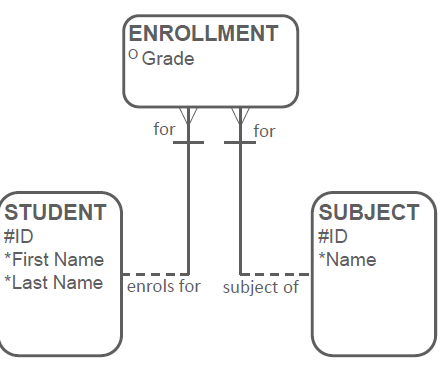 ENROLLMENT
O Grade
for
for
STUDENT
#ID
*First Name
*Last Name
enrols for
subject of
SUBJECT
#ID
*Name